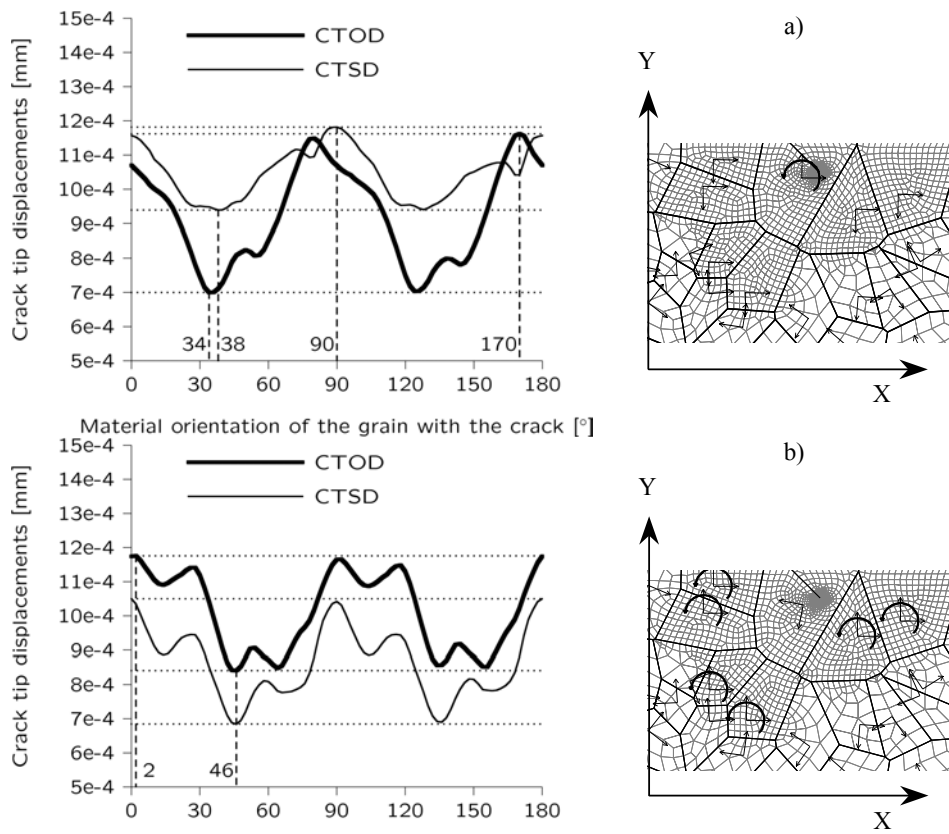 15e-4
14e-4
13e-4
12e-4
11e-4
10e-4
9e-4
8e-4
7e-4
6e-4
5e-4
Crack tip displacements [mm]
CTOD
CTSD
34
38
90
170
0
30
60
90
120
150
180
Material orientation of the grain with the crack [°]
a)
Y
X
15e-4
14e-4
13e-4
12e-4
11e-4
10e-4
9e-4
8e-4
7e-4
6e-4
5e-4
Crack tip displacements [mm]
CTOD
CTSD
2
46
0
30
60
90
120
150
180
b)
Y
X